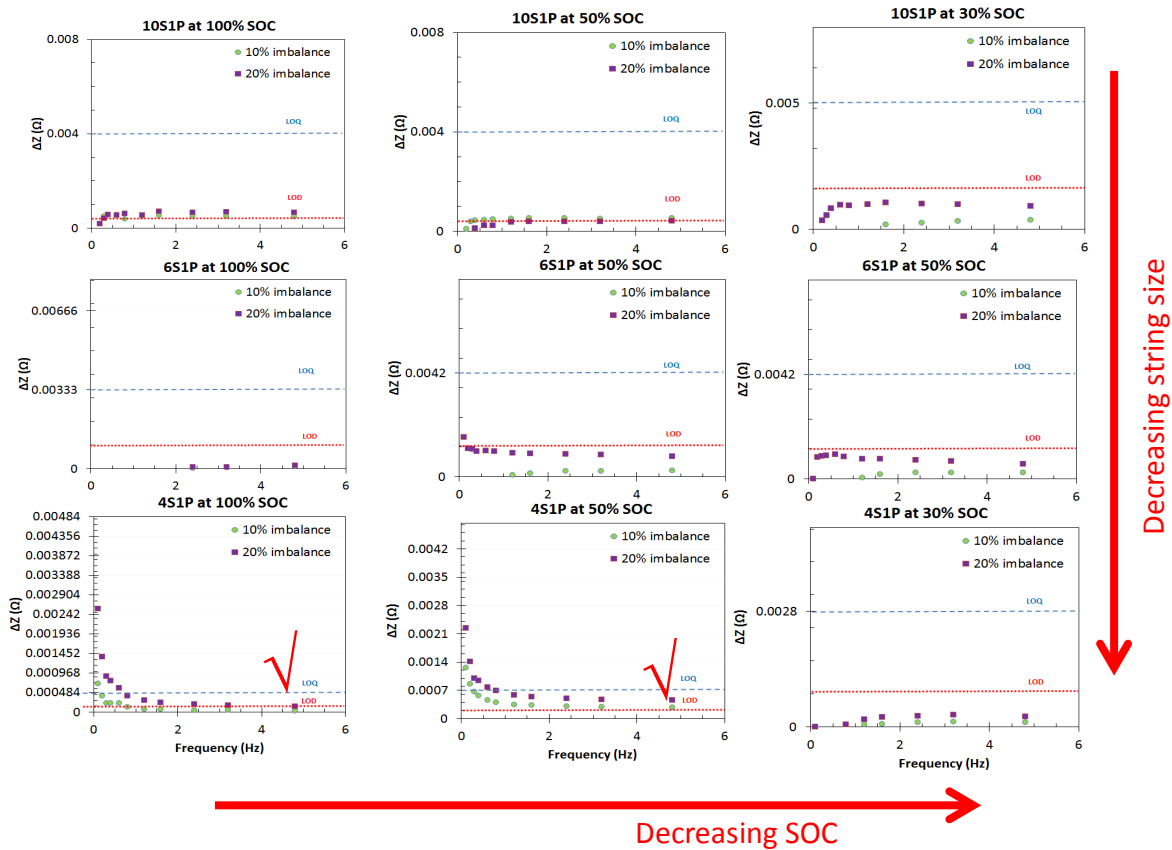 10S1P at 100% SOC
0.008
0.004
0
ΔZ (Ω)
10% imbalance
20% imbalance
LOQ
LOD
0 2 4 6
10S1P at 50% SOC
0.008
0.004
0
ΔZ (Ω)
10% imbalance
20% imbalance
LOQ
LOD
0 2 4 6
10S1P at 30% SOC
0.005
0
ΔZ (Ω)
10% imbalance
20% imbalance
LOQ
LOD
0 2 4 6
Hz
6S1P at 100% SOC
0.00666
0.00333
0
ΔZ (Ω)
10% imbalance
20% imbalance
LOQ
LOD
0 2 4 6
6S1P at 50% SOC
0.0042
0
ΔZ (Ω)
10% imbalance
20% imbalance
LOQ
LOD
0 2 4 6
6S1P at 50% SOC
0.0042
0
ΔZ (Ω)
10% imbalance
20% imbalance
LOQ
LOD
0 2 4 6
4S1P at 100% SOC
0.00484
0.004356
0.003872
0.003388
0.002904
0.00242
0.001936
0.001452
0.000968
0.000484
0
ΔZ (Ω)
10% imbalance
20% imbalance
√
LOQ
LOD
0 2 4 6
Frequency (Hz)
4S1P at 50% SOC
0.0042
0.0035
0.0028
0.0021
0.0014
0.0007
0
ΔZ (Ω)
10% imbalance
20% imbalance
√
LOQ
LOD
0 2 4 6
Frequency (Hz)
4S1P at 30% SOC
0.0028
0
ΔZ (Ω)
10% imbalance
20% imbalance
LOQ
LOD
0 2 4 6
Frequency (Hz)
Decreasing string size
Decreasing SOC